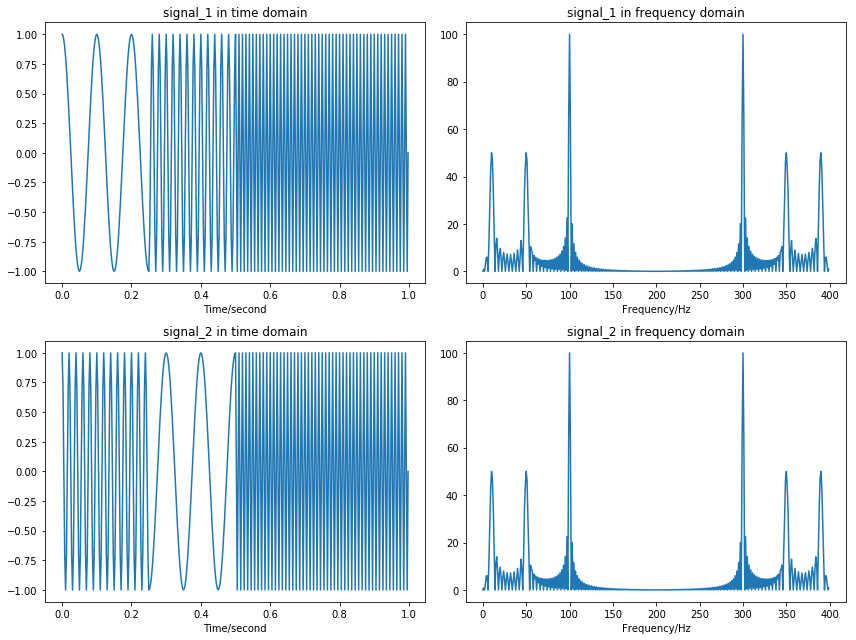 signal_1 in time domain
1.00
0.75
0.50
0.25
0.00
−0.25
−0.50
−0.75
−1.00
0.0 0.2 0.4 0.6 0.8 1.0
Time/second
signal_1 in frequency domain
100
80
60
40
20
0
0 50 100 150 200 250 300 350 400
Frequency/Hz
signal_2 in time domain
1.00
0.75
0.50
0.25
0.00
−0.25
−0.50
−0.75
−1.00
0.0 0.2 0.4 0.6 0.8 1.0
Time/second
signal_2 in frequency domain
100
80
60
40
20
0
0 50 100 150 200 250 300 350 400
Frequency/Hz